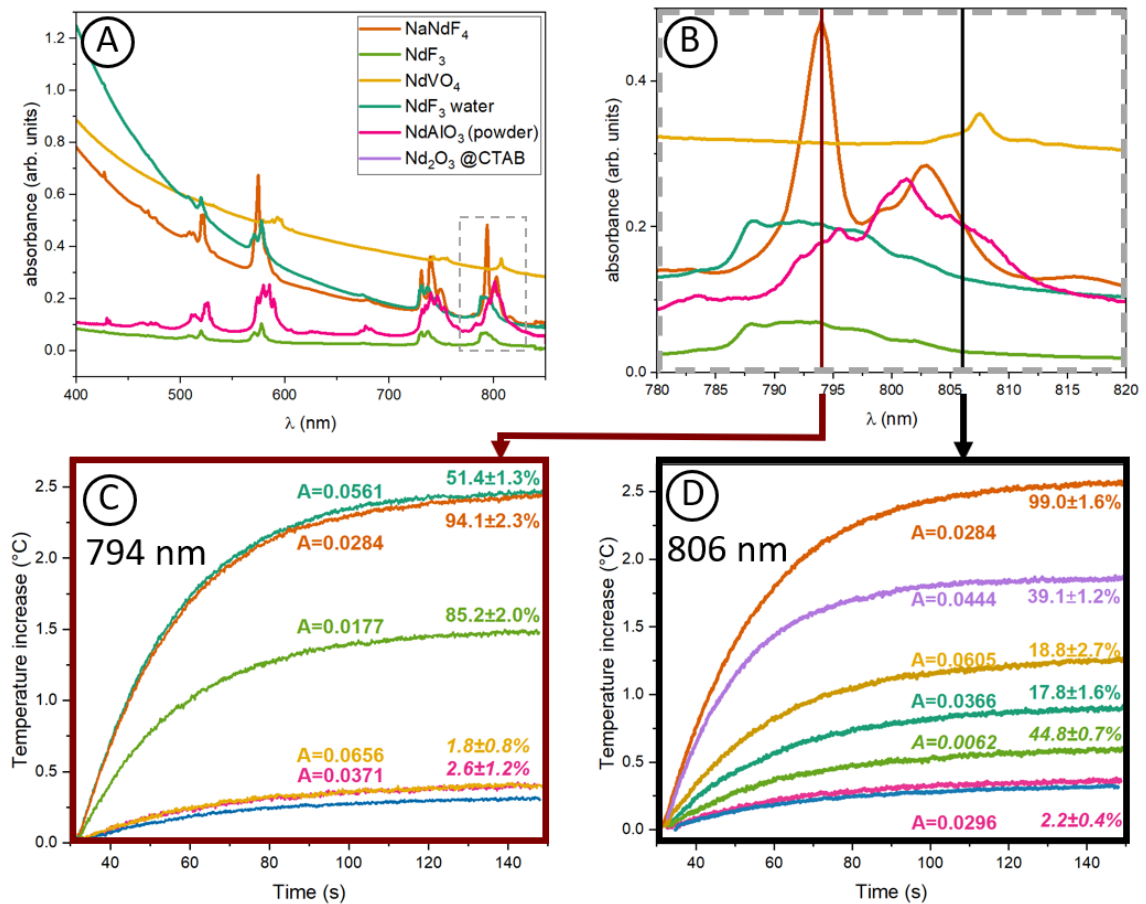 A
NaNdF₄
NdF₃
NdVO₄
NdF₃ water
NdAlO₃ (powder)
Nd₂O₃ @CTAB
absorbance (arb. units)
1.2
1.0
0.8
0.6
0.4
0.2
0.0
400 500 600 700 800
λ (nm)
B
absorbance (arb. units)
0.4
0.2
0.0
780 785 790 795 800 805 810 815 820
λ (nm)
C
794 nm
Temperature increase (°C)
2.5
2.0
1.5
1.0
0.5
0.0
A=0.0561 51.4±1.3%
A=0.0284 94.1±2.3%
A=0.0177 85.2±2.0%
A=0.0656 1.8±0.8%
A=0.0371 2.6±1.2%
40 60 80 100 120 140
Time (s)
D
806 nm
Temperature increase (°C)
2.5
2.0
1.5
1.0
0.5
0.0
A=0.0284 99.0±1.6%
A=0.0444 39.1±1.2%
A=0.0605 18.8±2.7%
A=0.0366 17.8±1.6%
A=0.0062 44.8±0.7%
A=0.0296 2.2±0.4%
40 60 80 100 120 140
Time (s)